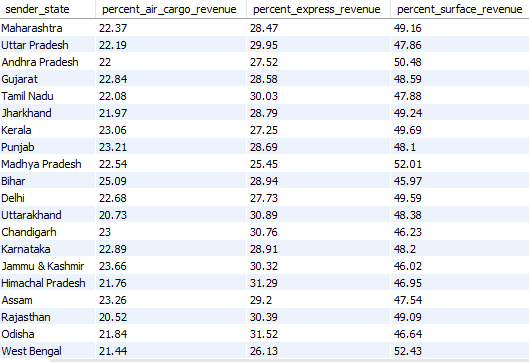 sender_state percent_air_cargo_revenue percent_express_revenue percent_surface_revenue
Maharashtra 22.37 28.47 49.16
Uttar Pradesh 22.19 29.95 47.86
Andhra Pradesh 22 27.52 50.48
Gujarat 22.84 28.58 48.59
Tamil Nadu 22.08 30.03 47.88
Jharkhand 21.97 28.79 49.24
Kerala 23.06 27.25 49.69
Punjab 23.21 28.69 48.1
Madhya Pradesh 22.54 25.45 52.01
Bihar 25.09 28.94 45.97
Delhi 22.68 27.73 49.59
Uttarakhand 20.73 30.89 48.38
Chandigarh 23 30.76 46.23
Karnataka 22.89 28.91 48.2
Jammu & Kashmir 23.66 30.32 46.02
Himachal Pradesh 21.76 31.29 46.95
Assam 23.26 29.2 47.54
Rajasthan 20.52 30.39 49.09
Odisha 21.84 31.52 46.64
West Bengal 21.44 26.13 52.43